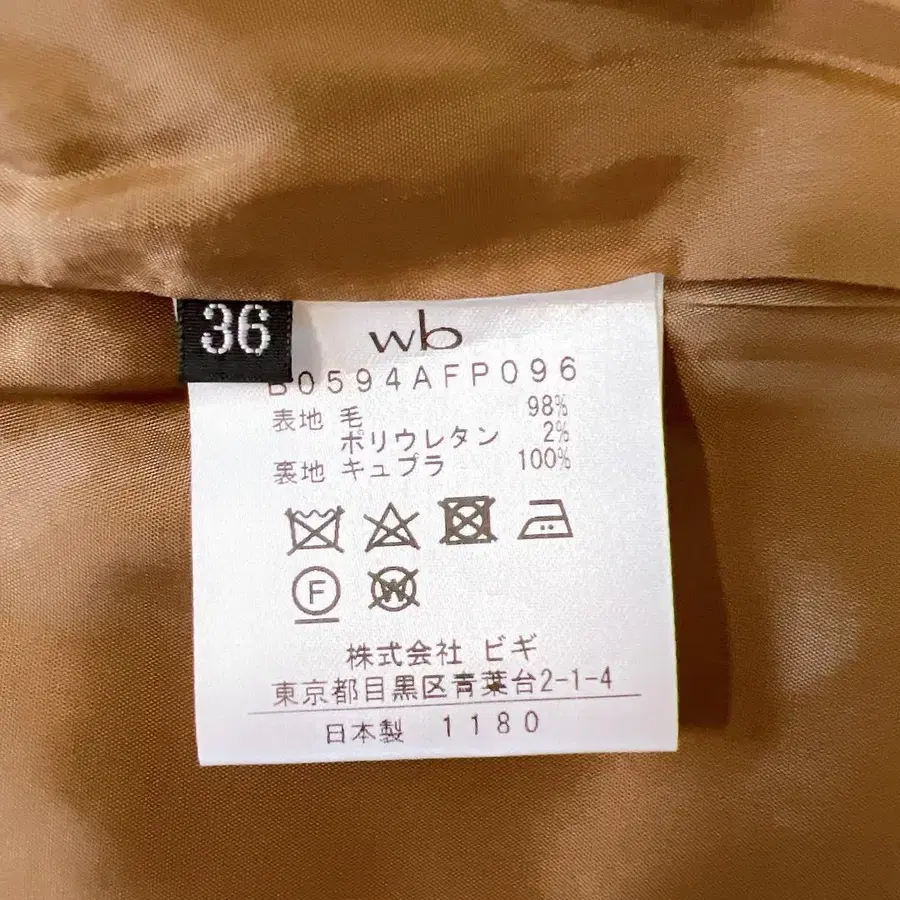 36
wb
B0594AFP096
表地 毛 98%
ポリウレタン 2%
裏地 キュプラ 100%
F
W
株式会社 ビギ
東京都目黒区青葉台2-1-4
日本製 1180